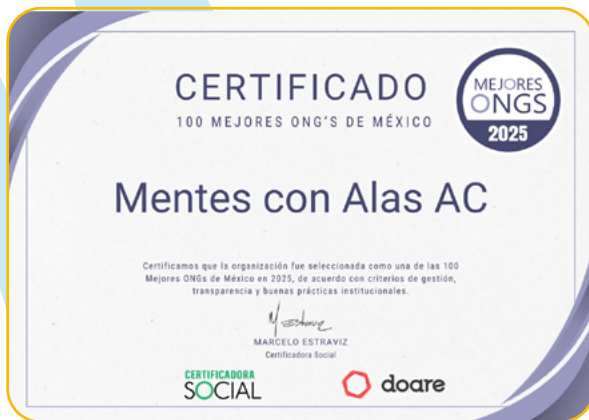 CERTIFICADO
100 MEJORES ONG'S DE MÉXICO
MEJORES
ONGS
2025
Mentes con Alas AC
Certificamos que la organización fue seleccionada como una de las 100
Mejores ONGs de México en 2025, de acuerdo con criterios de gestión,
transparencia y buenas prácticas institucionales.
M Estraviz
MARCELO ESTRAVIZ
Certificadora Social
CERTIFICADORA
SOCIAL
doare